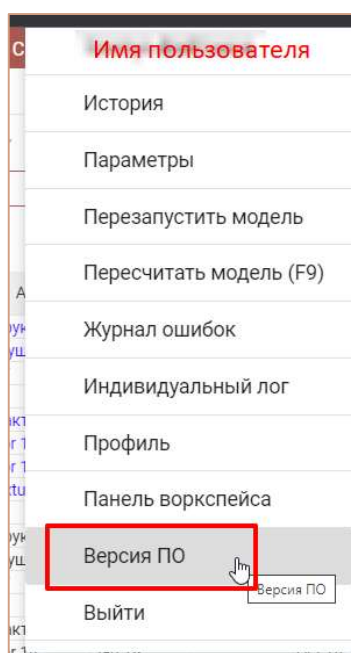 С
Имя пользователя
История
Параметры
Перезапустить модель
Пересчитать модель (F9)
Журнал ошибок
Индивидуальный лог
Профиль
Панель воркспейса
Версия ПО
Версия ПО
Выйти